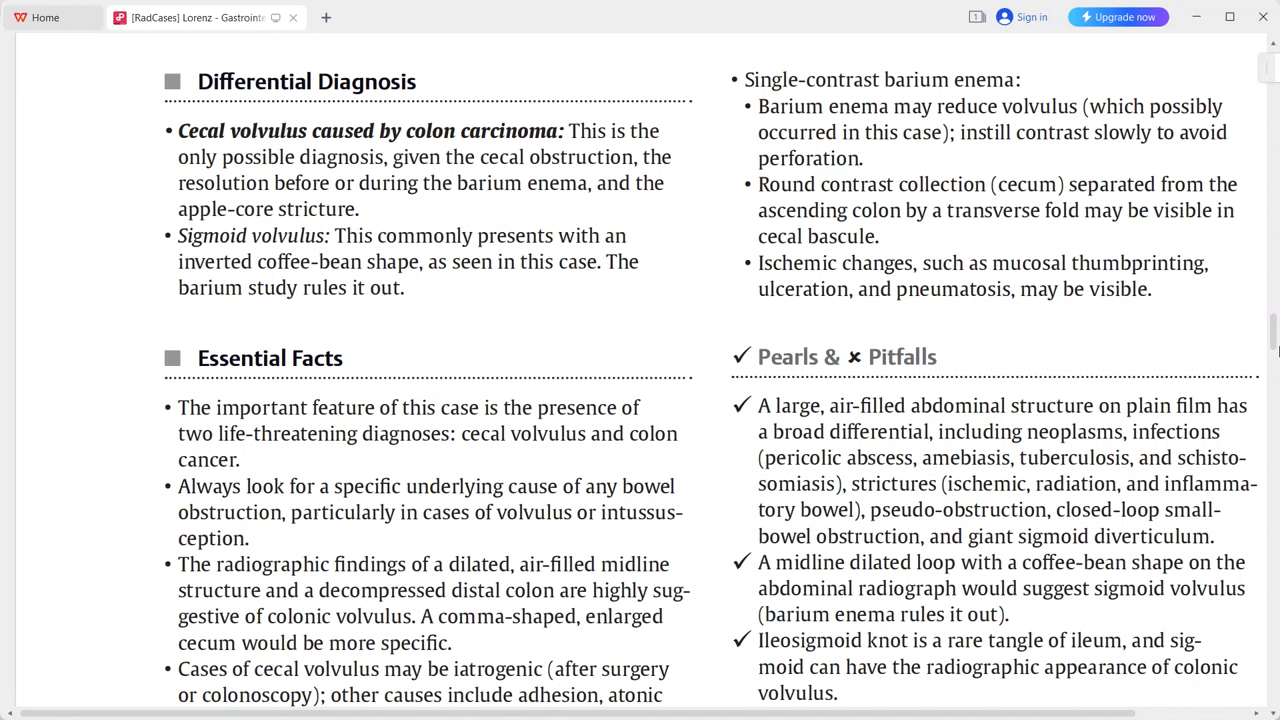 Home
[RadCases] Lorenz - Gastrointe
Sign in
Upgrade now
Differential Diagnosis
• Cecal volvulus caused by colon carcinoma: This is the
only possible diagnosis, given the cecal obstruction, the
resolution before or during the barium enema, and the
apple-core stricture.
• Sigmoid volvulus: This commonly presents with an
inverted coffee-bean shape, as seen in this case. The
barium study rules it out.
Essential Facts
• The important feature of this case is the presence of
two life-threatening diagnoses: cecal volvulus and colon
cancer.
• Always look for a specific underlying cause of any bowel
obstruction, particularly in cases of volvulus or intussus-
ception.
• The radiographic findings of a dilated, air-filled midline
structure and a decompressed distal colon are highly sug-
gestive of colonic volvulus. A comma-shaped, enlarged
cecum would be more specific.
• Cases of cecal volvulus may be iatrogenic (after surgery
or colonoscopy); other causes include adhesion, atonic
• Single-contrast barium enema:
• Barium enema may reduce volvulus (which possibly
occurred in this case); instill contrast slowly to avoid
perforation.
• Round contrast collection (cecum) separated from the
ascending colon by a transverse fold may be visible in
cecal bascule.
• Ischemic changes, such as mucosal thumbprinting,
ulceration, and pneumatosis, may be visible.
✓ Pearls & ✘ Pitfalls
✓ A large, air-filled abdominal structure on plain film has
a broad differential, including neoplasms, infections
(pericolic abscess, amebiasis, tuberculosis, and schisto-
somiasis), strictures (ischemic, radiation, and inflamma-
tory bowel), pseudo-obstruction, closed-loop small-
bowel obstruction, and giant sigmoid diverticulum.
✓ A midline dilated loop with a coffee-bean shape on the
abdominal radiograph would suggest sigmoid volvulus
(barium enema rules it out).
✓ Ileosigmoid knot is a rare tangle of ileum, and sig-
moid can have the radiographic appearance of colonic
volvulus.